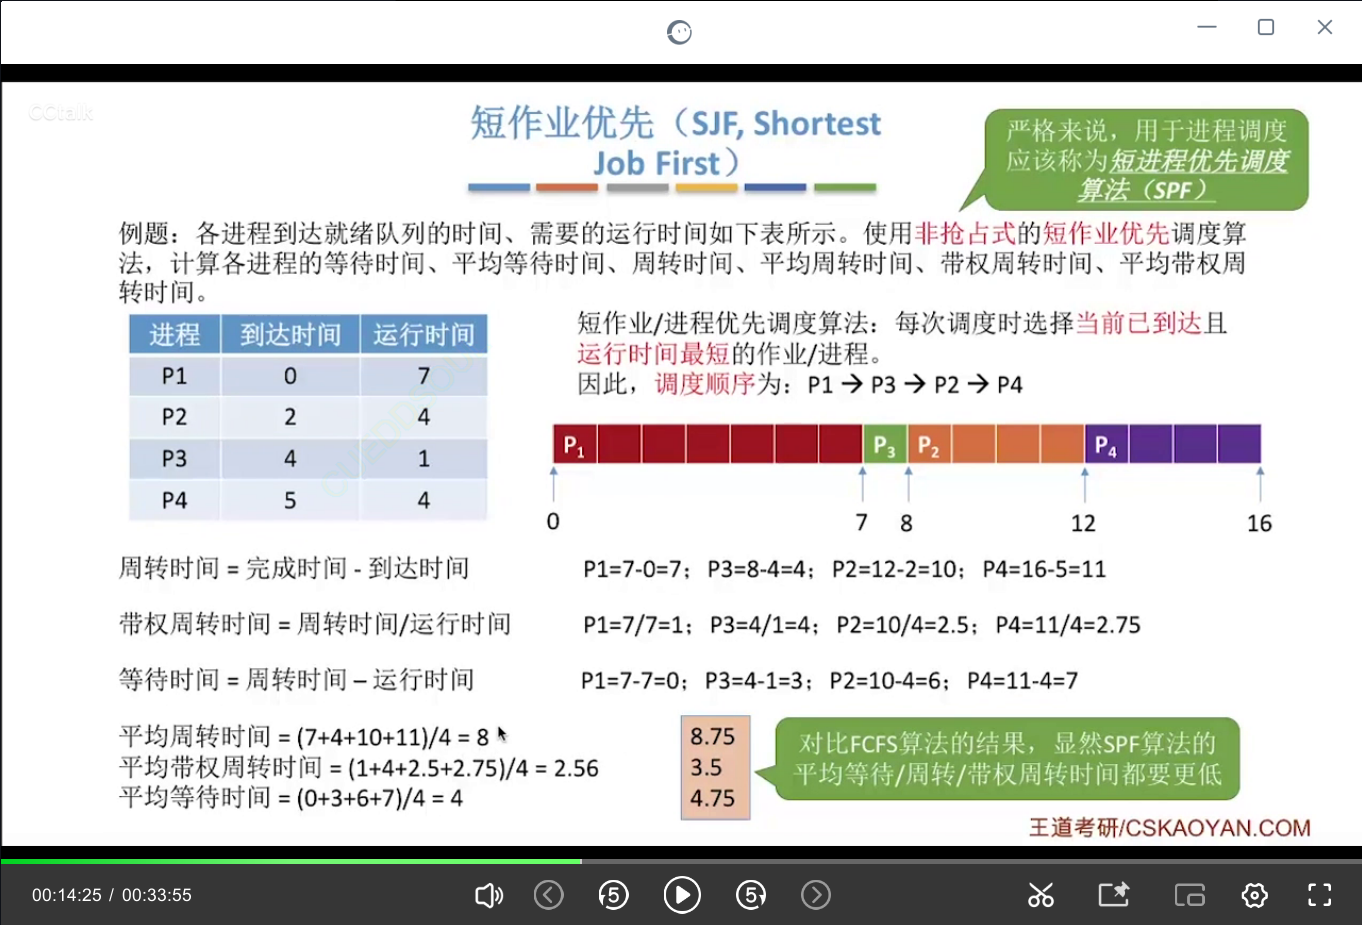 CCtalk
短作业优先（SJF, Shortest
Job First）
严格来说，用于进程调度
应该称为短进程优先调度
算法（SPF）
例题：各进程到达就绪队列的时间、需要的运行时间如下表所示。使用非抢占式的短作业优先调度算
法，计算各进程的等待时间、平均等待时间、周转时间、平均周转时间、带权周转时间、平均带权周
转时间。
进程 到达时间 运行时间
P1 0 7
P2 2 4
P3 4 1
P4 5 4
短作业/进程优先调度算法：每次调度时选择当前已到达且
运行时间最短的作业/进程。
因此，调度顺序为：P1 → P3 → P2 → P4
P1 P3 P2 P4
0 7 8 12 16
周转时间 = 完成时间 - 到达时间 P1=7-0=7；P3=8-4=4；P2=12-2=10；P4=16-5=11
带权周转时间 = 周转时间/运行时间 P1=7/7=1；P3=4/1=4；P2=10/4=2.5；P4=11/4=2.75
等待时间 = 周转时间 – 运行时间 P1=7-7=0；P3=4-1=3；P2=10-4=6；P4=11-4=7
平均周转时间 = (7+4+10+11)/4 = 8
平均带权周转时间 = (1+4+2.5+2.75)/4 = 2.56
平均等待时间 = (0+3+6+7)/4 = 4
8.75
3.5
4.75
对比FCFS算法的结果，显然SPF算法的
平均等待/周转/带权周转时间都要更低
王道考研/CSKAOYAN.COM
00:14:25 / 00:33:55
5 5